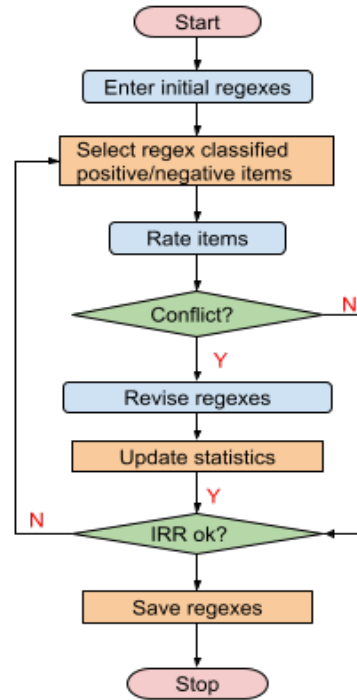 Start
Enter initial regexes
Select regex classified
positive/negative items
Rate items
Conflict?
N
Y
Revise regexes
Update statistics
Y
N
IRR ok?
Save regexes
Stop